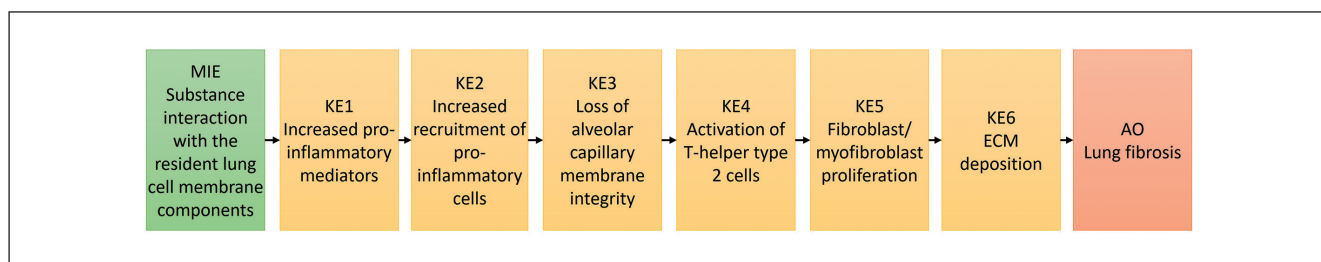 MIE
Substance
interaction
with the
resident lung
cell membrane
components
KE1
Increased pro-
inflammatory
mediators
KE2
Increased
recruitment of
pro-
inflammatory
cells
KE3
Loss of
alveolar
capillary
membrane
integrity
KE4
Activation of
T-helper type
2 cells
KE5
Fibroblast/
myofibroblast
proliferation
KE6
ECM
deposition
AO
Lung fibrosis